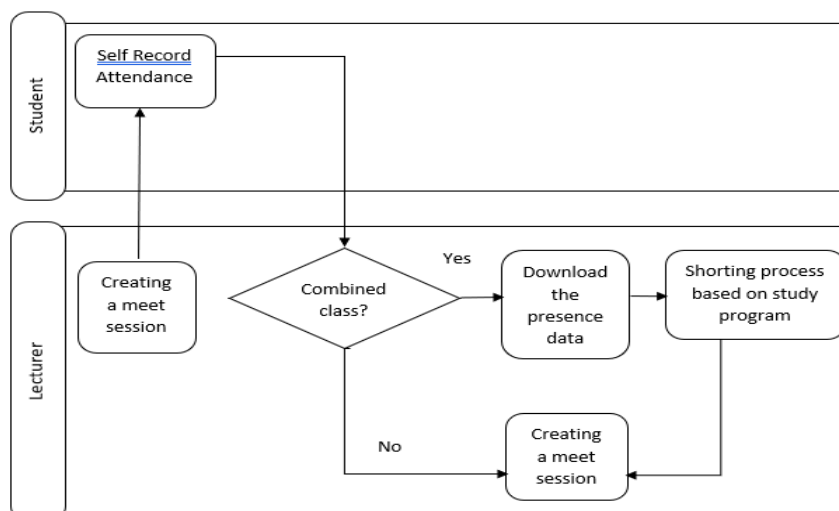 Student
Self Record
Attendance
Lecturer
Creating
a meet
session
Combined
class?
Yes
Download
the
presence
data
Shorting process
based on study
program
No
Creating
a meet
session